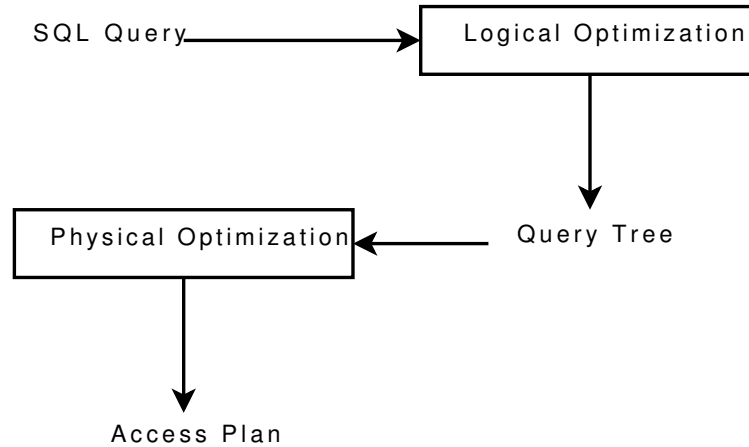 SQL Query
Logical Optimization
Query Tree
Physical Optimization
Access Plan